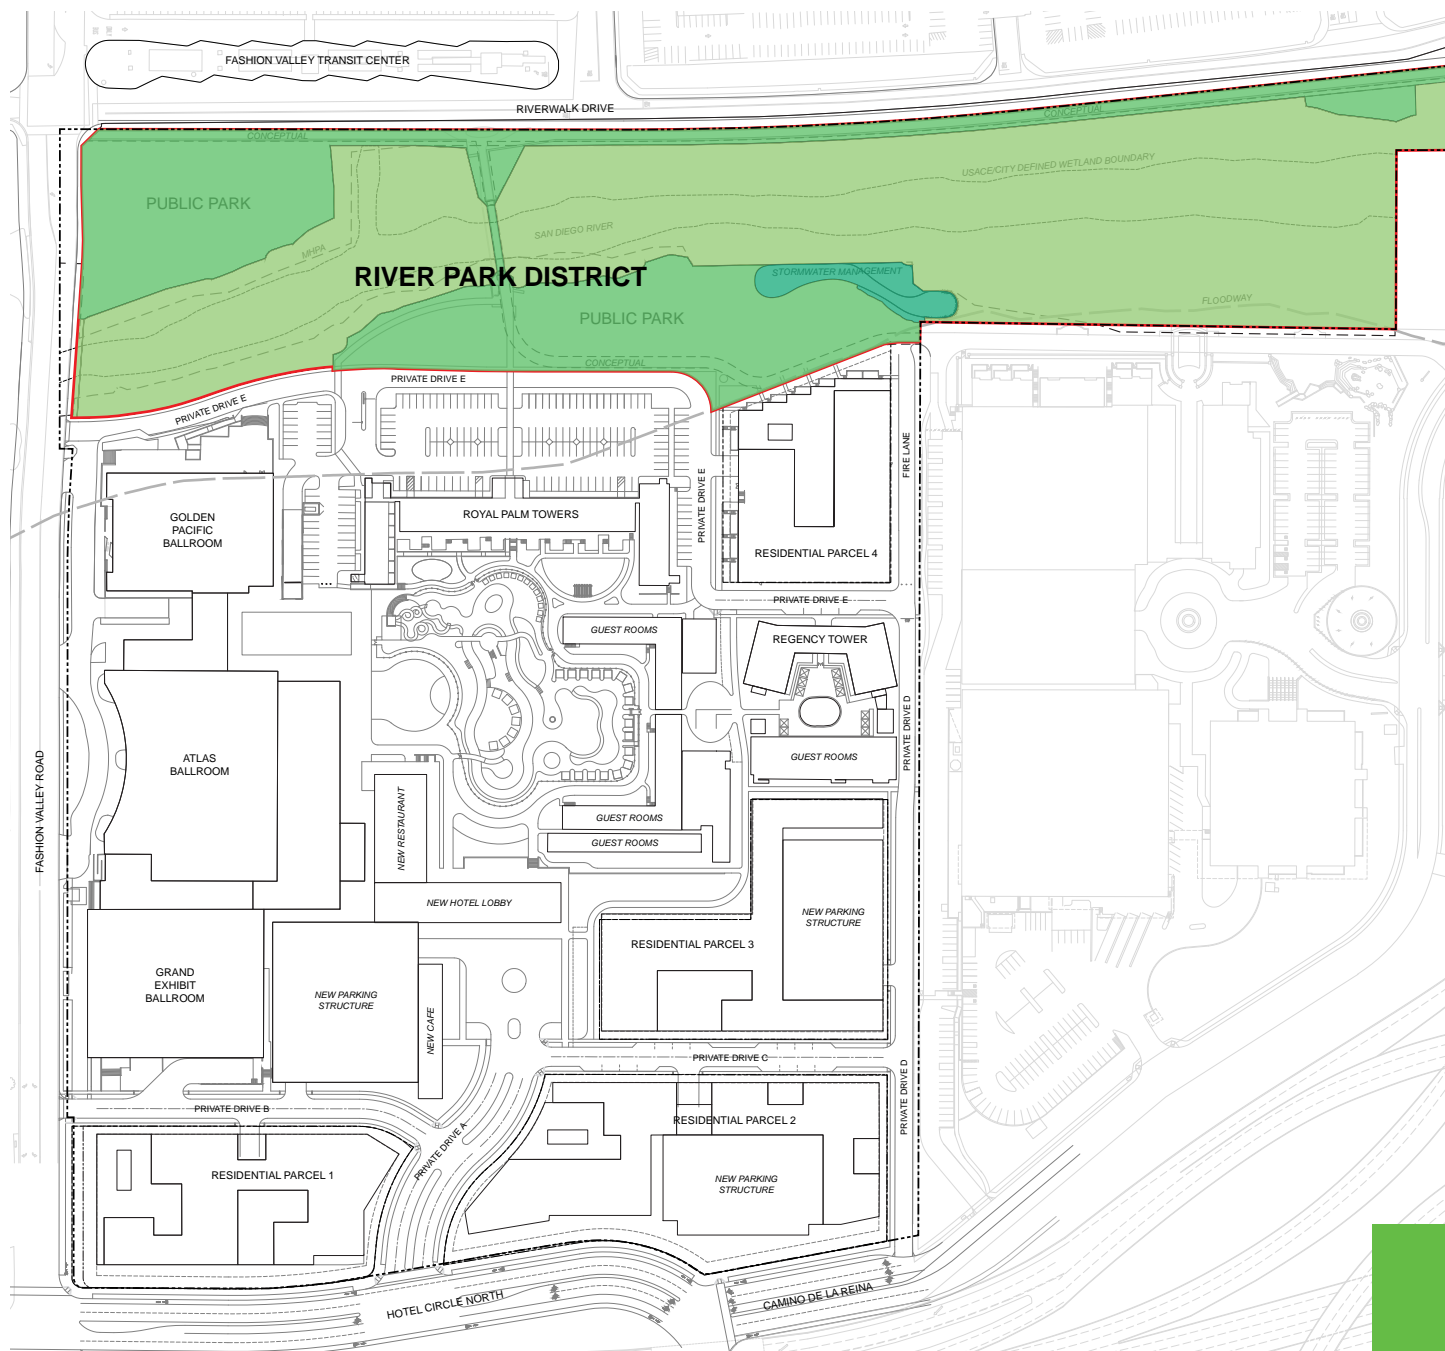 FASHION VALLEY TRANSIT CENTER
RIVERWALK DRIVE
CONCEPTUAL
CONCEPTUAL
USACE/CITY DEFINED WETLAND BOUNDARY
PUBLIC PARK
SAN DIEGO RIVER
MHPA
RIVER PARK DISTRICT
STORMWATER MANAGEMENT
FLOODWAY
PUBLIC PARK
CONCEPTUAL
PRIVATE DRIVE E
PRIVATE DRIVE E
FIRE LANE
PRIVATE DRIVE E
GOLDEN
PACIFIC
BALLROOM
ROYAL PALM TOWERS
RESIDENTIAL PARCEL 4
PRIVATE DRIVE E
GUEST ROOMS
REGENCY TOWER
PRIVATE DRIVE D
ATLAS
BALLROOM
GUEST ROOMS
FASHION VALLEY ROAD
NEW RESTAURANT
GUEST ROOMS
GUEST ROOMS
NEW HOTEL LOBBY
NEW PARKING
STRUCTURE
RESIDENTIAL PARCEL 3
GRAND
EXHIBIT
BALLROOM
NEW PARKING
STRUCTURE
NEW CAFE
PRIVATE DRIVE C
PRIVATE DRIVE D
PRIVATE DRIVE B
RESIDENTIAL PARCEL 2
PRIVATE DRIVE A
RESIDENTIAL PARCEL 1
NEW PARKING
STRUCTURE
HOTEL CIRCLE NORTH
CAMINO DE LA REINA